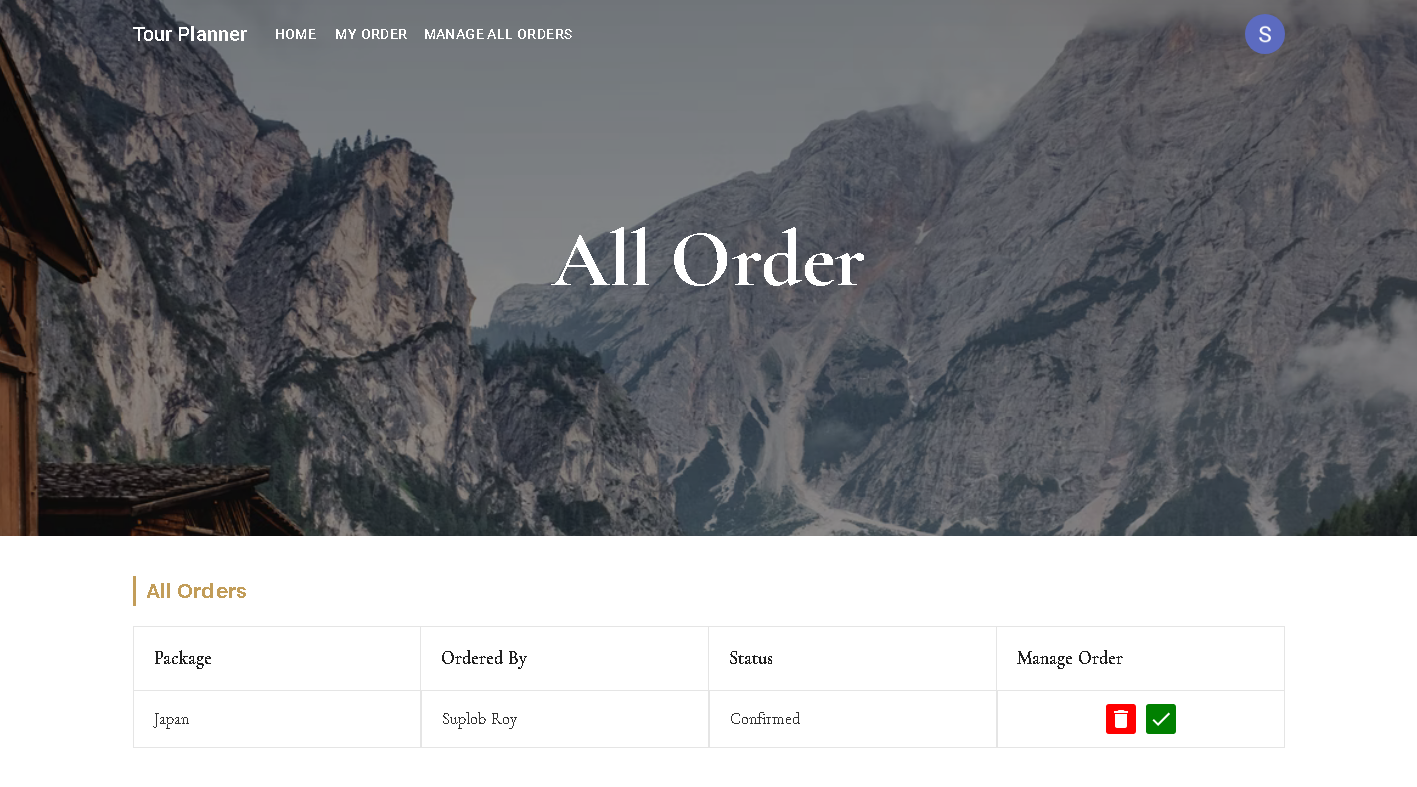 Tour Planner HOME MY ORDER MANAGE ALL ORDERS S
All Order
All Orders
Package Ordered By Status Manage Order
Japan Suplob Roy Confirmed